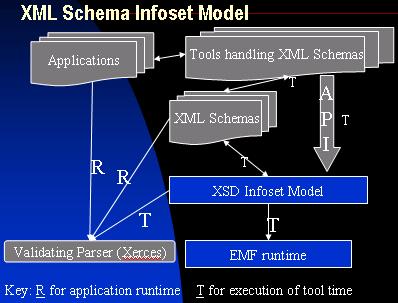 XML Schema Infoset Model
Applications
Tools handling XML Schemas
T
XML Schemas
API
T
R
R
T
XSD Infoset Model
T
T
Validating Parser (Xerces)
EMF runtime
Key: R for application runtime T for execution of tool time